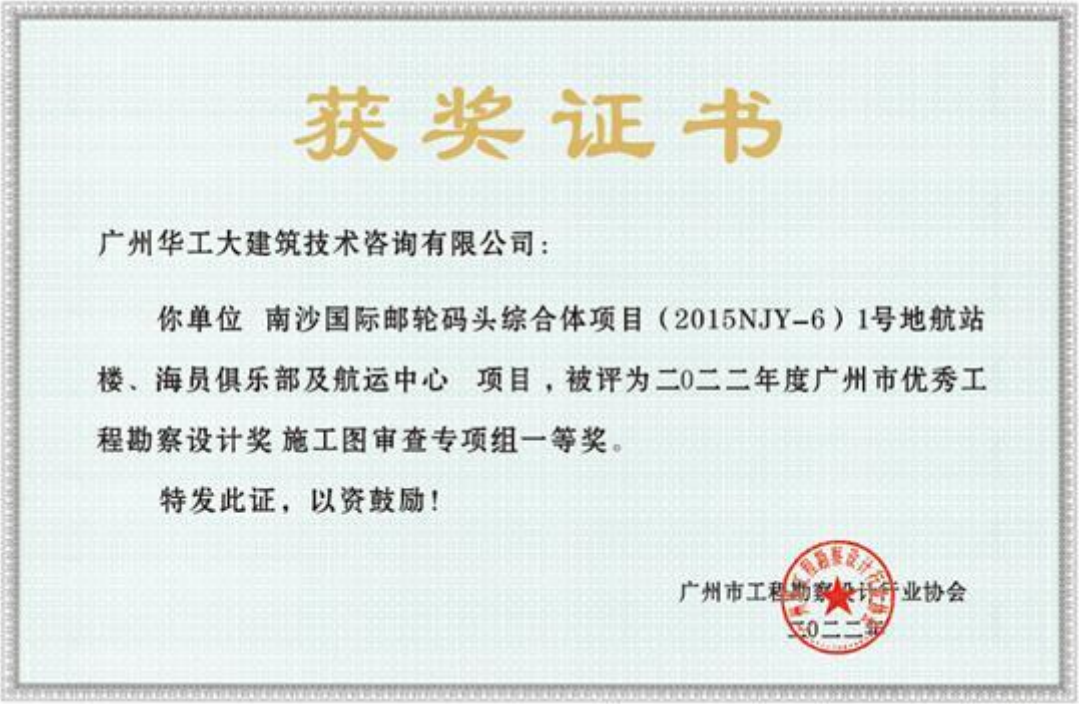 获奖证书
广州华工大建筑技术咨询有限公司：
你单位 南沙国际邮轮码头综合体项目（2015NJY-6）1号地航站
楼、海员俱乐部及航运中心 项目，被评为二〇二二年度广州市优秀工
程勘察设计奖 施工图审查专项组一等奖。
特发此证，以资鼓励！
广州市工程勘察设计行业协会
二〇二二年